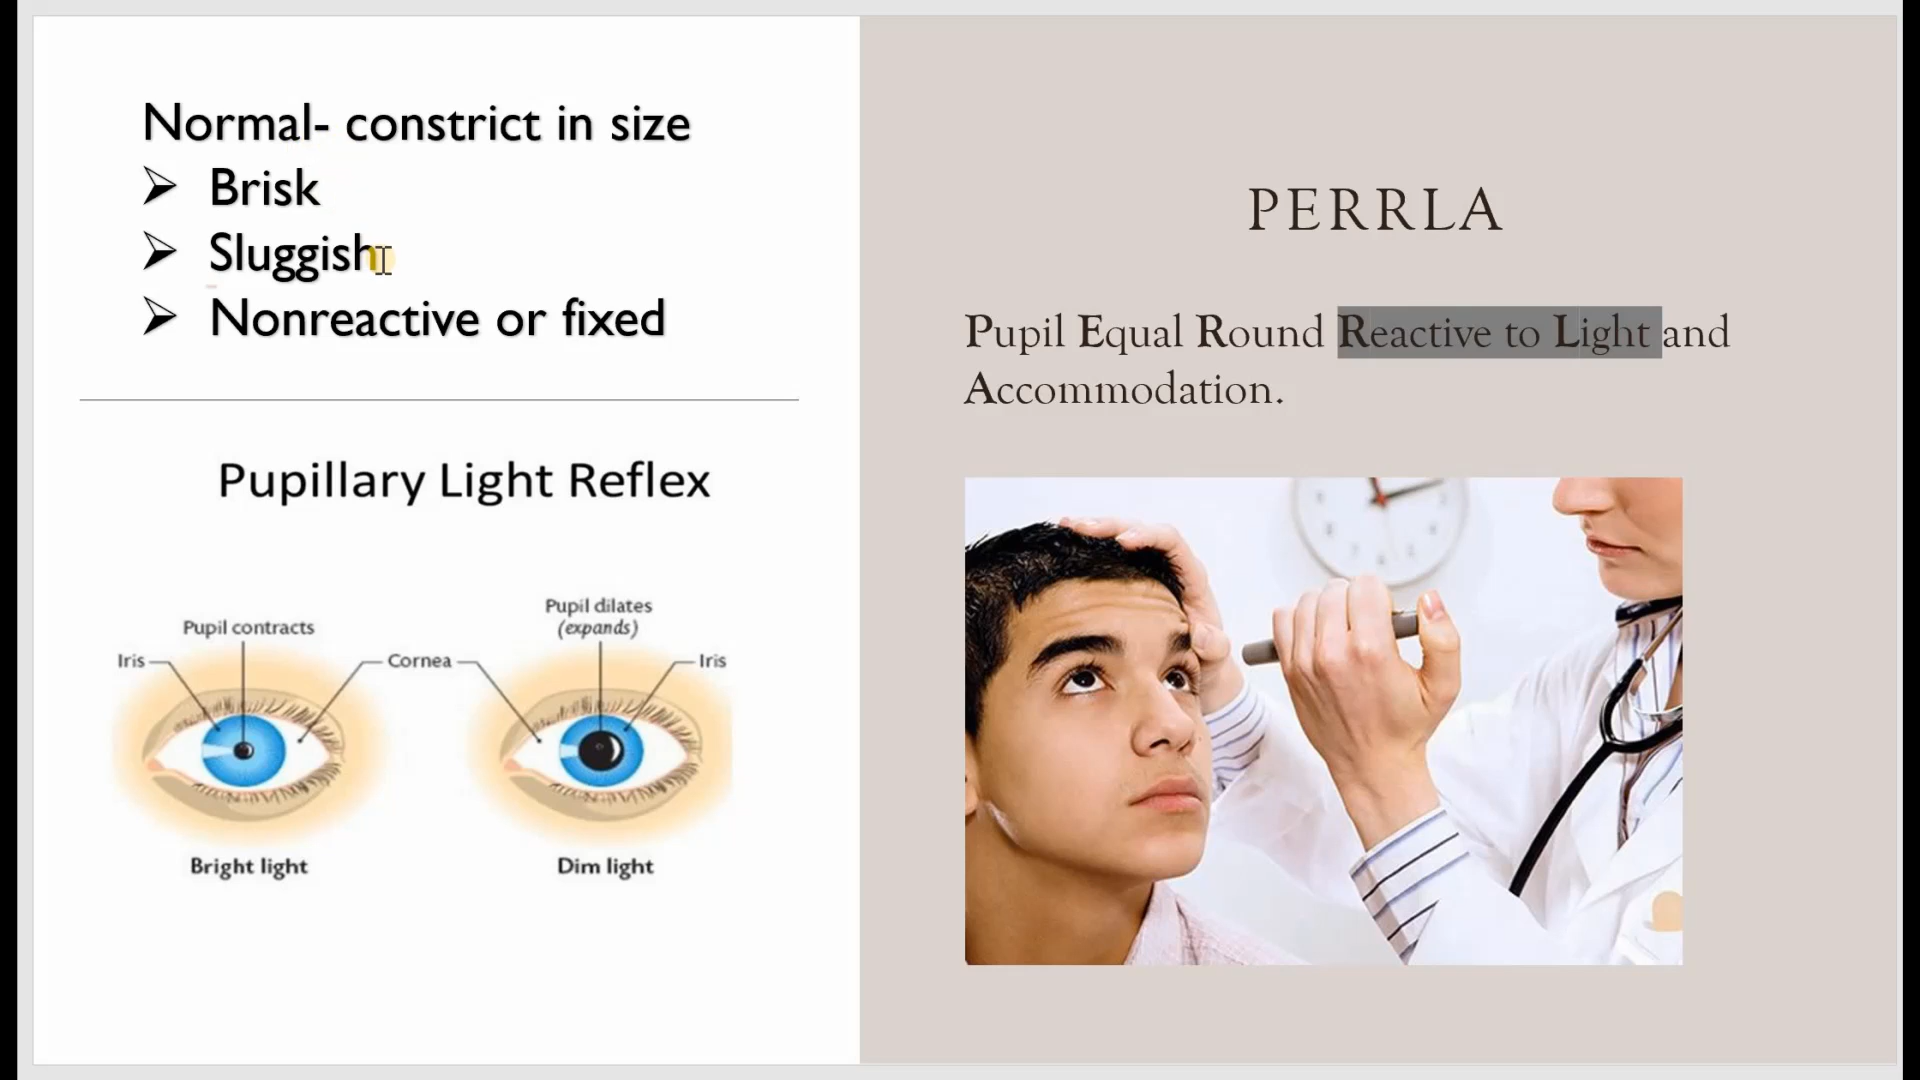 Normal- constrict in size
➢ Brisk
➢ Sluggish
➢ Nonreactive or fixed
Pupillary Light Reflex
Pupil contracts
Pupil dilates
(expands)
Iris
Cornea
Iris
Bright light
Dim light
PERRLA
Pupil Equal Round Reactive to Light and
Accommodation.